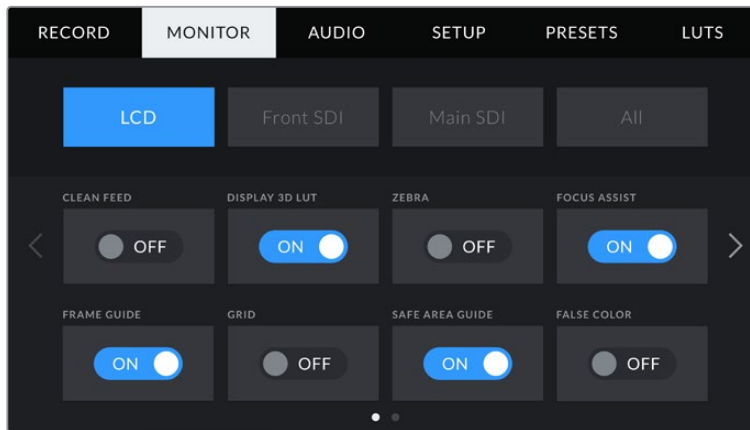 RECORD MONITOR AUDIO SETUP PRESETS LUTS
LCD Front SDI Main SDI All
CLEAN FEED DISPLAY 3D LUT ZEBRA FOCUS ASSIST
OFF ON OFF ON
FRAME GUIDE GRID SAFE AREA GUIDE FALSE COLOR
ON OFF ON OFF